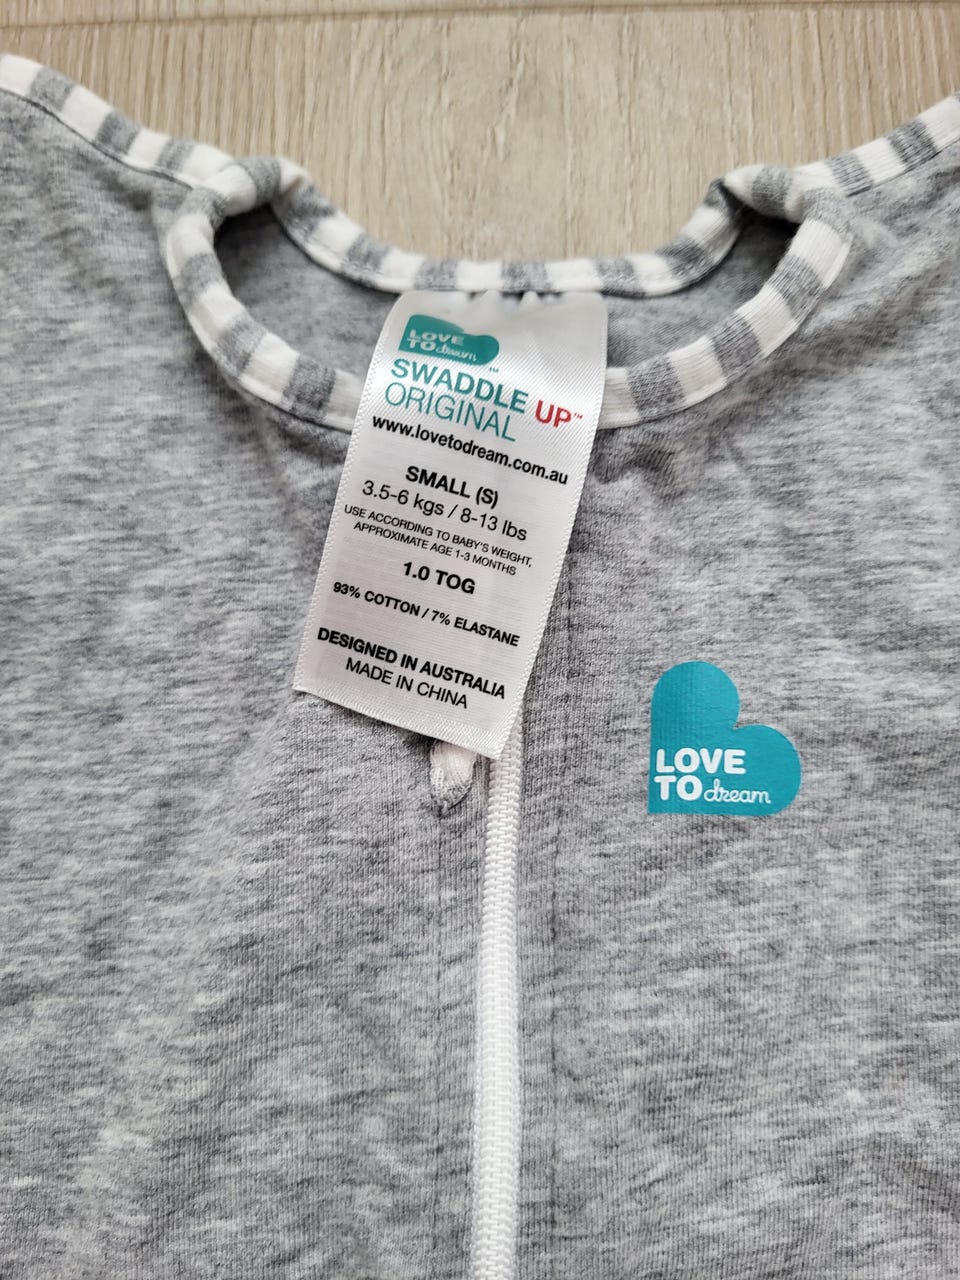 LOVE
TO dream
SWADDLE UP™
ORIGINAL
www.lovetodream.com.au
SMALL (S)
3.5-6 kgs / 8-13 lbs
USE ACCORDING TO BABY'S WEIGHT,
APPROXIMATE AGE 1-3 MONTHS
1.0 TOG
93% COTTON / 7% ELASTANE
DESIGNED IN AUSTRALIA
MADE IN CHINA
LOVE
TO dream